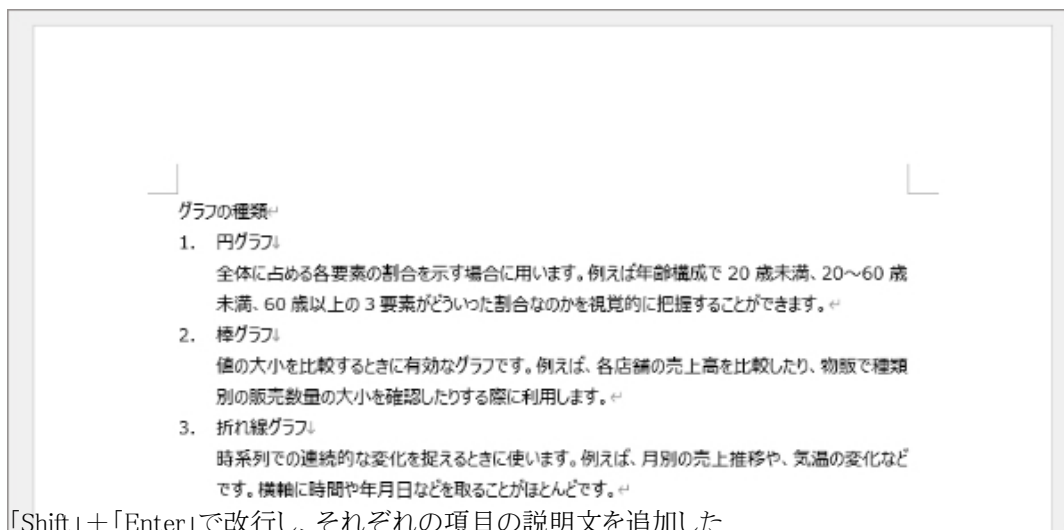 グラフの種類↵
1. 円グラフ↓
全体に占める各要素の割合を示す場合に用います。例えば年齢構成で 20 歳未満、20～60 歳
未満、60 歳以上の 3 要素がどういった割合なのかを視覚的に把握することができます。↵
2. 棒グラフ↓
値の大小を比較するときに有効なグラフです。例えば、各店舗の売上高を比較したり、物販で種類
別の販売数量の大小を確認したりする際に利用します。↵
3. 折れ線グラフ↓
時系列での連続的な変化を捉えるときに使います。例えば、月別の売上推移や、気温の変化など
です。横軸に時間や年月日などを取ることがほとんどです。↵
「Shift」＋「Enter」で改行し、それぞれの項目の説明文を追加した